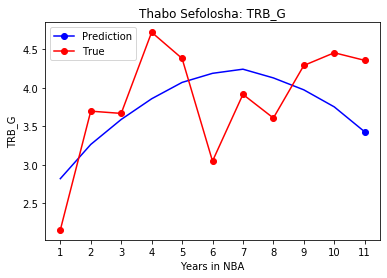 Thabo Sefolosha: TRB_G
Prediction
True
TRB_G
4.5
4.0
3.5
3.0
2.5
1 2 3 4 5 6 7 8 9 10 11
Years in NBA